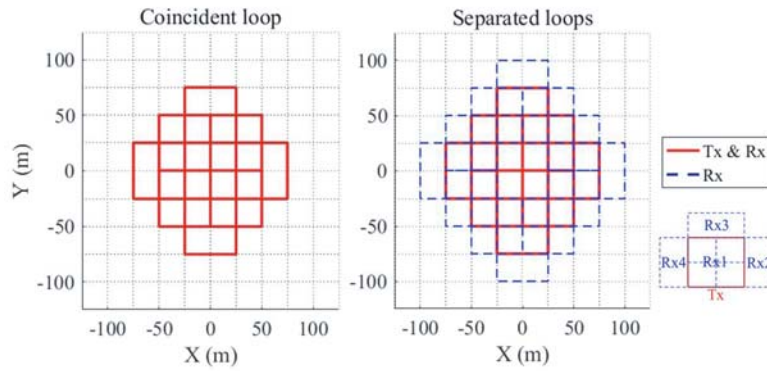 Coincident loop
Separated loops
100
50
0
-50
-100
Y (m)
-100 -50 0 50 100
X (m)
100
50
0
-50
-100
-100 -50 0 50 100
X (m)
Tx & Rx
Rx
Rx3
Rx4 Rx1 Rx2
Tx